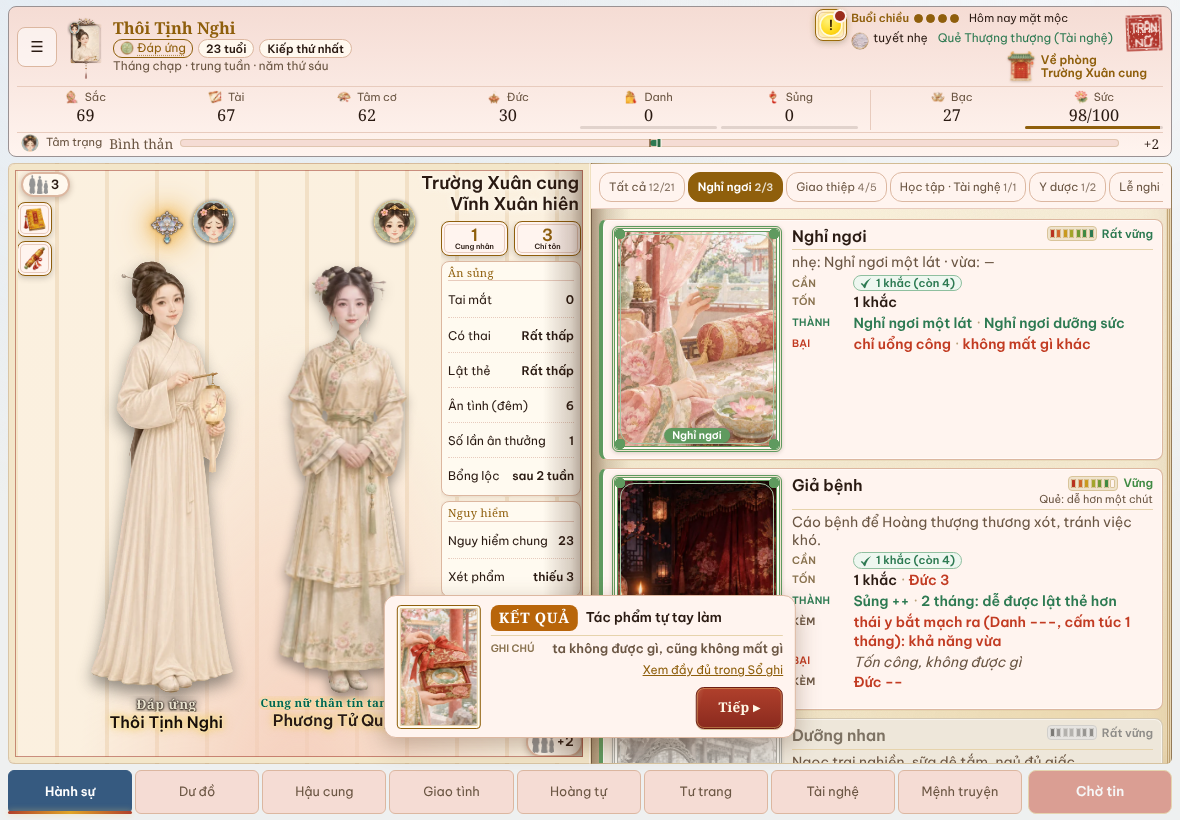 ☰
Thôi Tịnh Nghi
Đáp ứng 23 tuổi Kiếp thứ nhất
Tháng chạp · trung tuần · năm thứ sáu
! Buổi chiều Hôm nay mặt mộc
tuyết nhẹ Quẻ Thượng thượng (Tài nghệ)
Về phòng
Trường Xuân cung
Sắc Tài Tâm cơ Đức Danh Sủng Bạc Sức
69 67 62 30 0 0 27 98/100
Tâm trạng Bình thản +2
3
Trường Xuân cung
Vĩnh Xuân hiên
1 3
Cung nhân Chí tôn
Ân sủng
Tai mắt 0
Có thai Rất thấp
Lật thẻ Rất thấp
Ân tình (đêm) 6
Số lần ân thưởng 1
Bổng lộc sau 2 tuần
Nguy hiểm
Nguy hiểm chung 23
Xét phẩm thiếu 3
Đáp ứng
Thôi Tịnh Nghi
Cung nữ thân tín
Phương Tử Qu
+2
Tất cả 12/21 Nghỉ ngơi 2/3 Giao thiệp 4/5 Học tập · Tài nghệ 1/1 Y dược 1/2 Lễ nghi
Nghỉ ngơi
Nghỉ ngơi Rất vững
nhẹ: Nghỉ ngơi một lát · vừa: —
CẦN ✓ 1 khắc (còn 4)
TỐN 1 khắc
THÀNH Nghỉ ngơi một lát · Nghỉ ngơi dưỡng sức
BẠI chỉ uổng công · không mất gì khác
Giả bệnh Vững
Quẻ: dễ hơn một chút
Cáo bệnh để Hoàng thượng thương xót, tránh việc
khó.
CẦN ✓ 1 khắc (còn 4)
TỐN 1 khắc · Đức 3
THÀNH Sủng ++ · 2 tháng: dễ được lật thẻ hơn
KÈM thái y bắt mạch ra (Danh −−−, cấm túc 1
tháng): khả năng vừa
BẠI Tốn công, không được gì
KÈM Đức −−
Dưỡng nhan Rất vững
Ngọc trai nghiền, sữa dê tắm, ngủ đủ giấc
KẾT QUẢ Tác phẩm tự tay làm
GHI CHÚ ta không được gì, cũng không mất gì
Xem đầy đủ trong Sổ ghi
Tiếp ▸
Hành sự Dư đồ Hậu cung Giao tình Hoàng tự Tư trang Tài nghệ Mệnh truyện Chờ tin